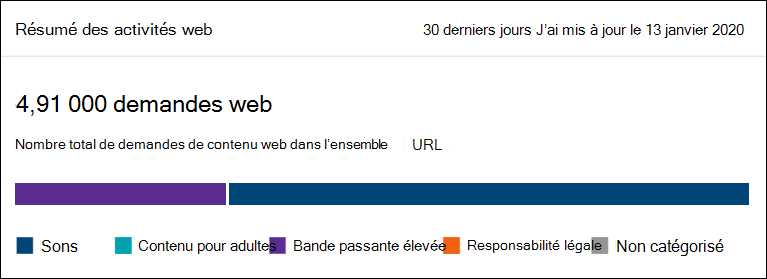 Résumé des activités web 30 derniers jours J'ai mis à jour le 13 janvier 2020
4,91 000 demandes web
Nombre total de demandes de contenu web dans l'ensemble URL
Sons Contenu pour adultes Bande passante élevée Responsabilité légale Non catégorisé